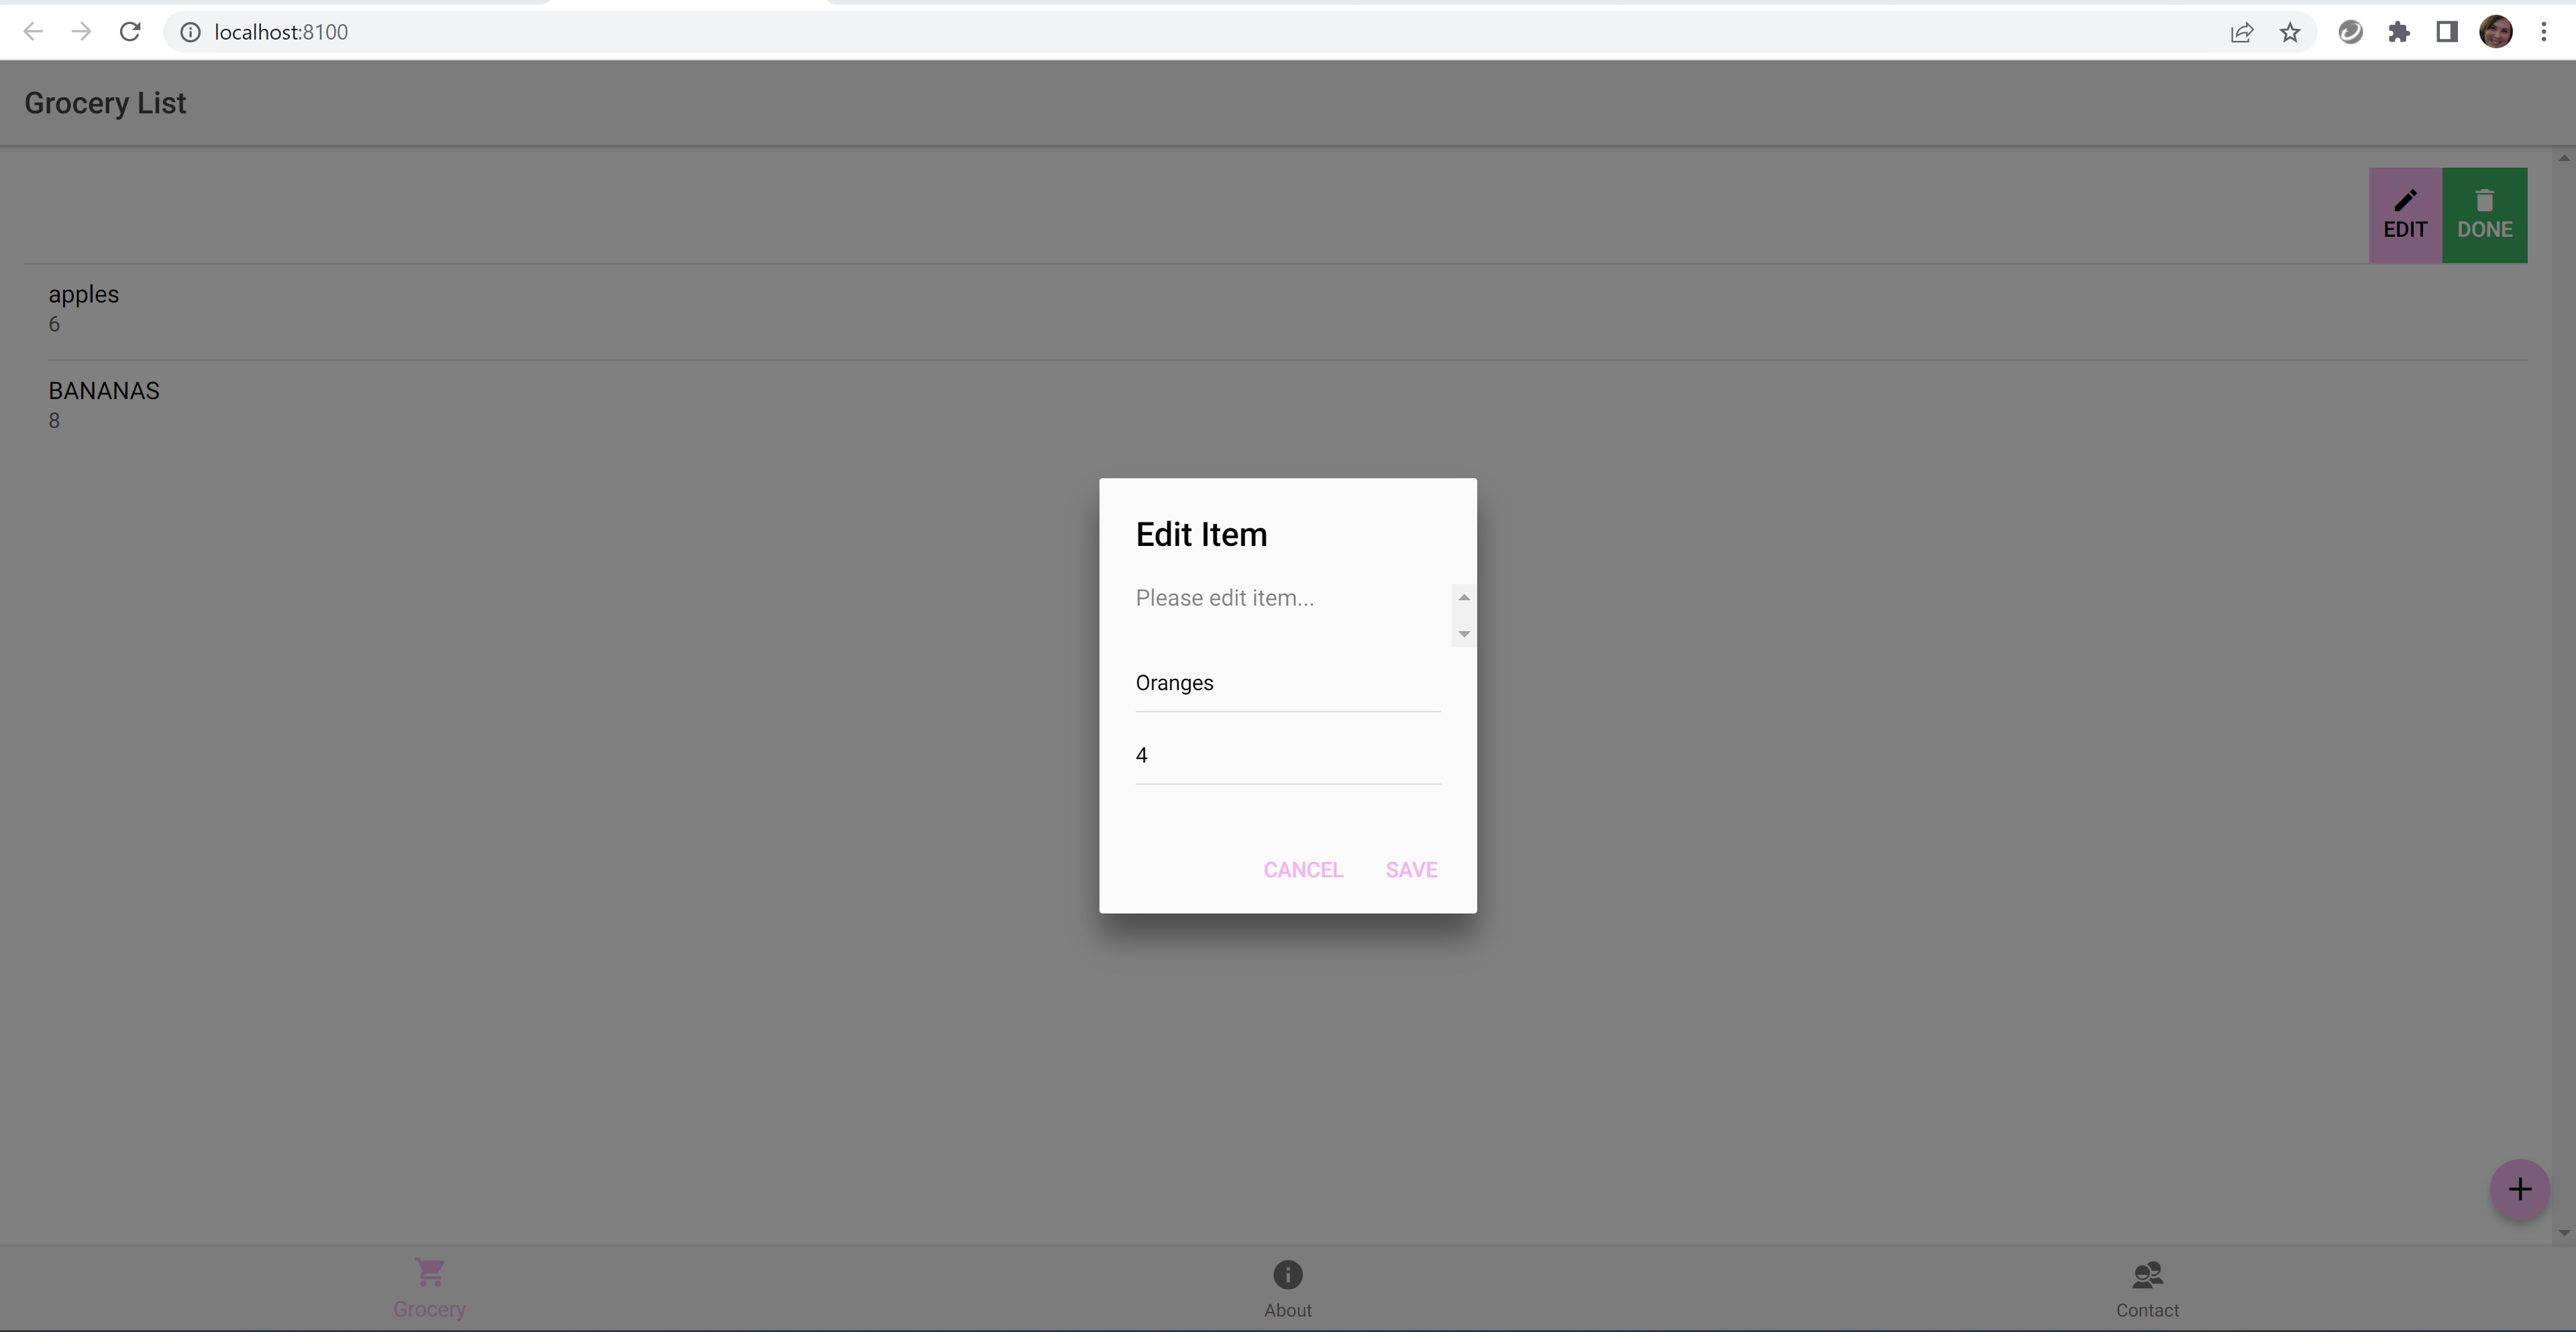 localhost:8100
Grocery List
EDIT
DONE
apples
6
BANANAS
8
Edit Item
Please edit item...
Oranges
4
CANCEL
SAVE
Grocery
About
Contact